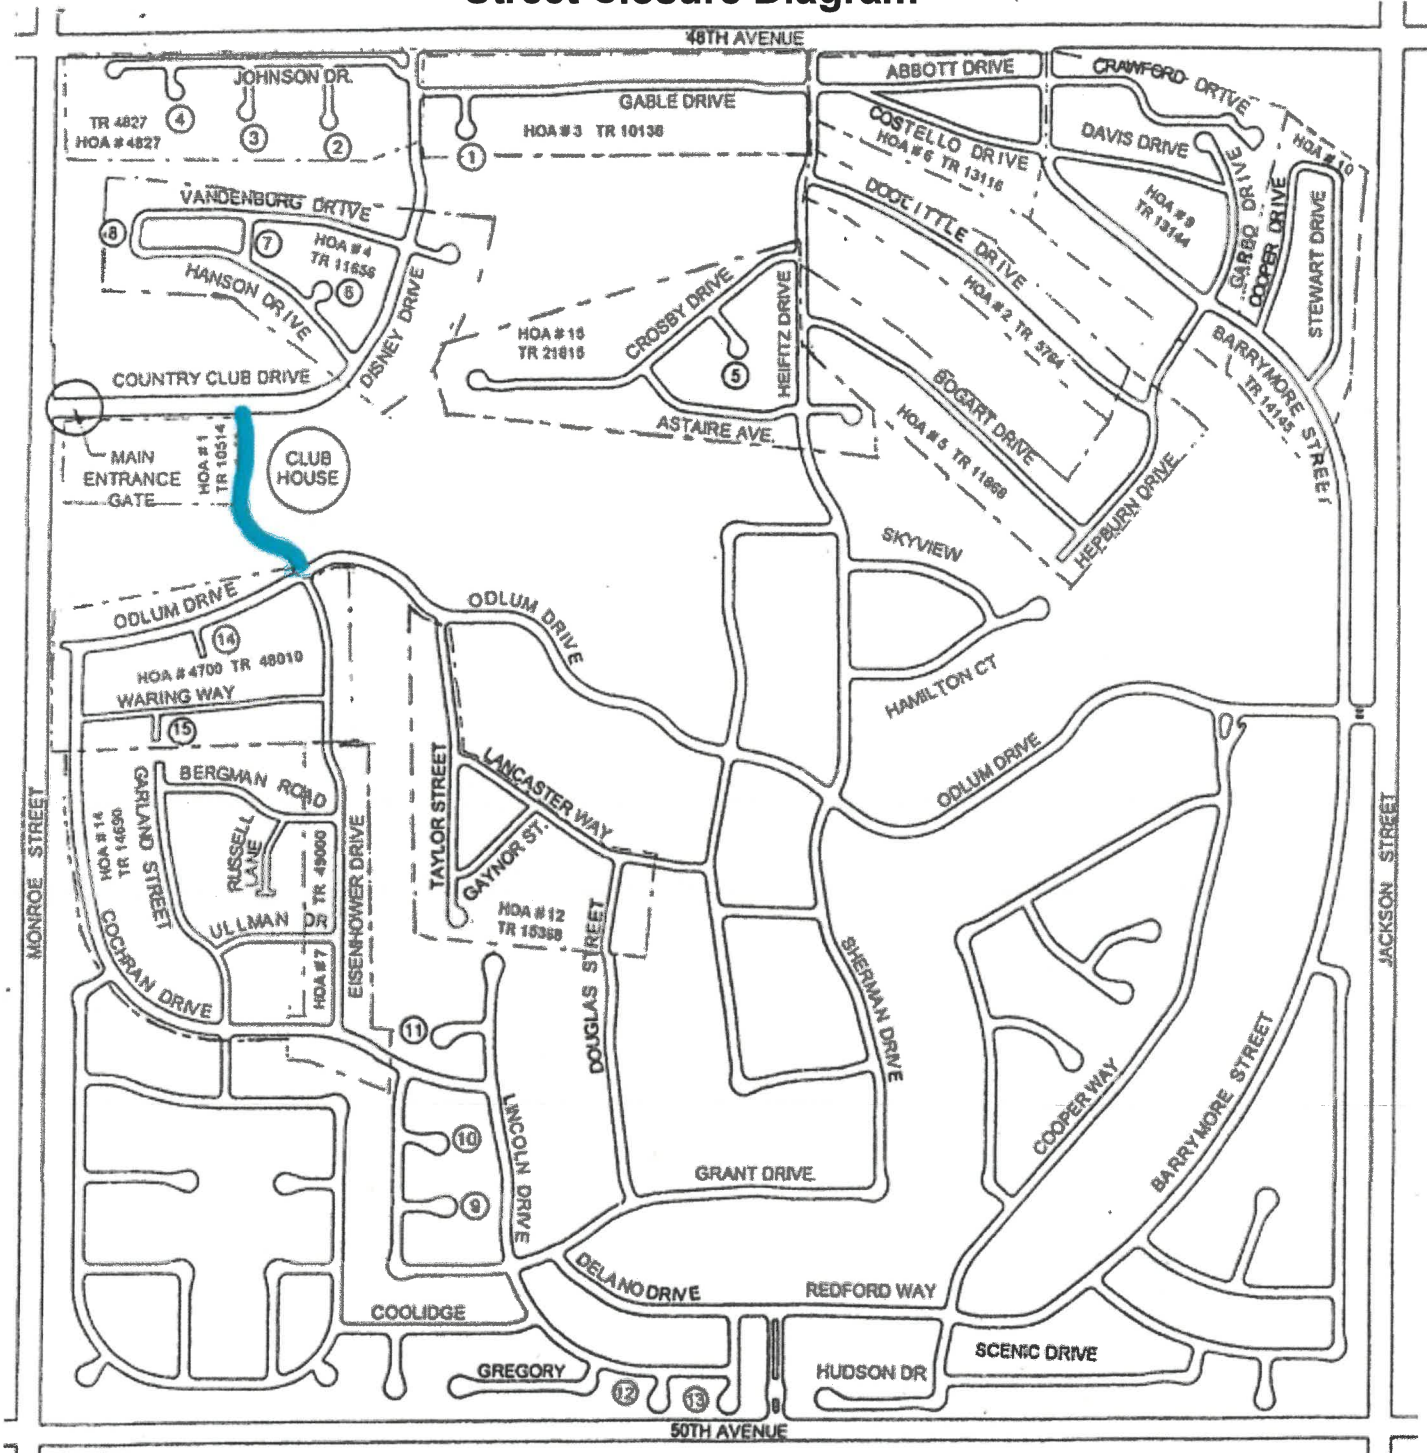 Street Closure Diagram
48TH AVENUE
JOHNSON DR.
ABBOTT DRIVE
CRAWFORD DRIVE
GABLE DRIVE
4
3
2
1
TR 4827
HOA # 4827
HOA # 3 TR 10138
COSTELLO DRIVE
HOA # 6 TR 13116
DAVIS DRIVE
HOA # 10
VANDENBURG DRIVE
8
7
HOA # 4
TR 11656
HANSON DRIVE
6
DISNEY DRIVE
DOOLITTLE DRIVE
HOA # 2 TR 5764
HOA # 9
TR 13144
GARBO DRIVE
COOPER DRIVE
STEWART DRIVE
CROSBY DRIVE
HEIFITZ DRIVE
HOA # 15
TR 21815
5
COUNTRY CLUB DRIVE
ASTAIRE AVE.
BOGART DRIVE
HOA # 5 TR 11868
BARRYMORE STREET
TR 14145
HEPBURN DRIVE
MAIN
ENTRANCE
GATE
HOA # 1
TR 10514
CLUB
HOUSE
SKYVIEW
HAMILTON CT
ODLUM DRIVE
ODLUM DRIVE
14
HOA # 4700 TR 48010
WARING WAY
15
BERGMAN ROAD
GARLAND STREET
HOA # 14
TR 14690
RUSSELL
LANE
TR 49000
HOA # 7
EISENHOWER DRIVE
ULLMAN DR
COCHRAN DRIVE
TAYLOR STREET
LANCASTER WAY
GAYNOR ST.
HOA # 12
TR 15368
DOUGLAS STREET
ODLUM DRIVE
MONROE STREET
JACKSON STREET
SHERMAN DRIVE
11
10
9
LINCOLN DRIVE
GRANT DRIVE
COOPER WAY
BARRYMORE STREET
DELANO DRIVE
REDFORD WAY
COOLIDGE
GREGORY
12
13
HUDSON DR
SCENIC DRIVE
50TH AVENUE